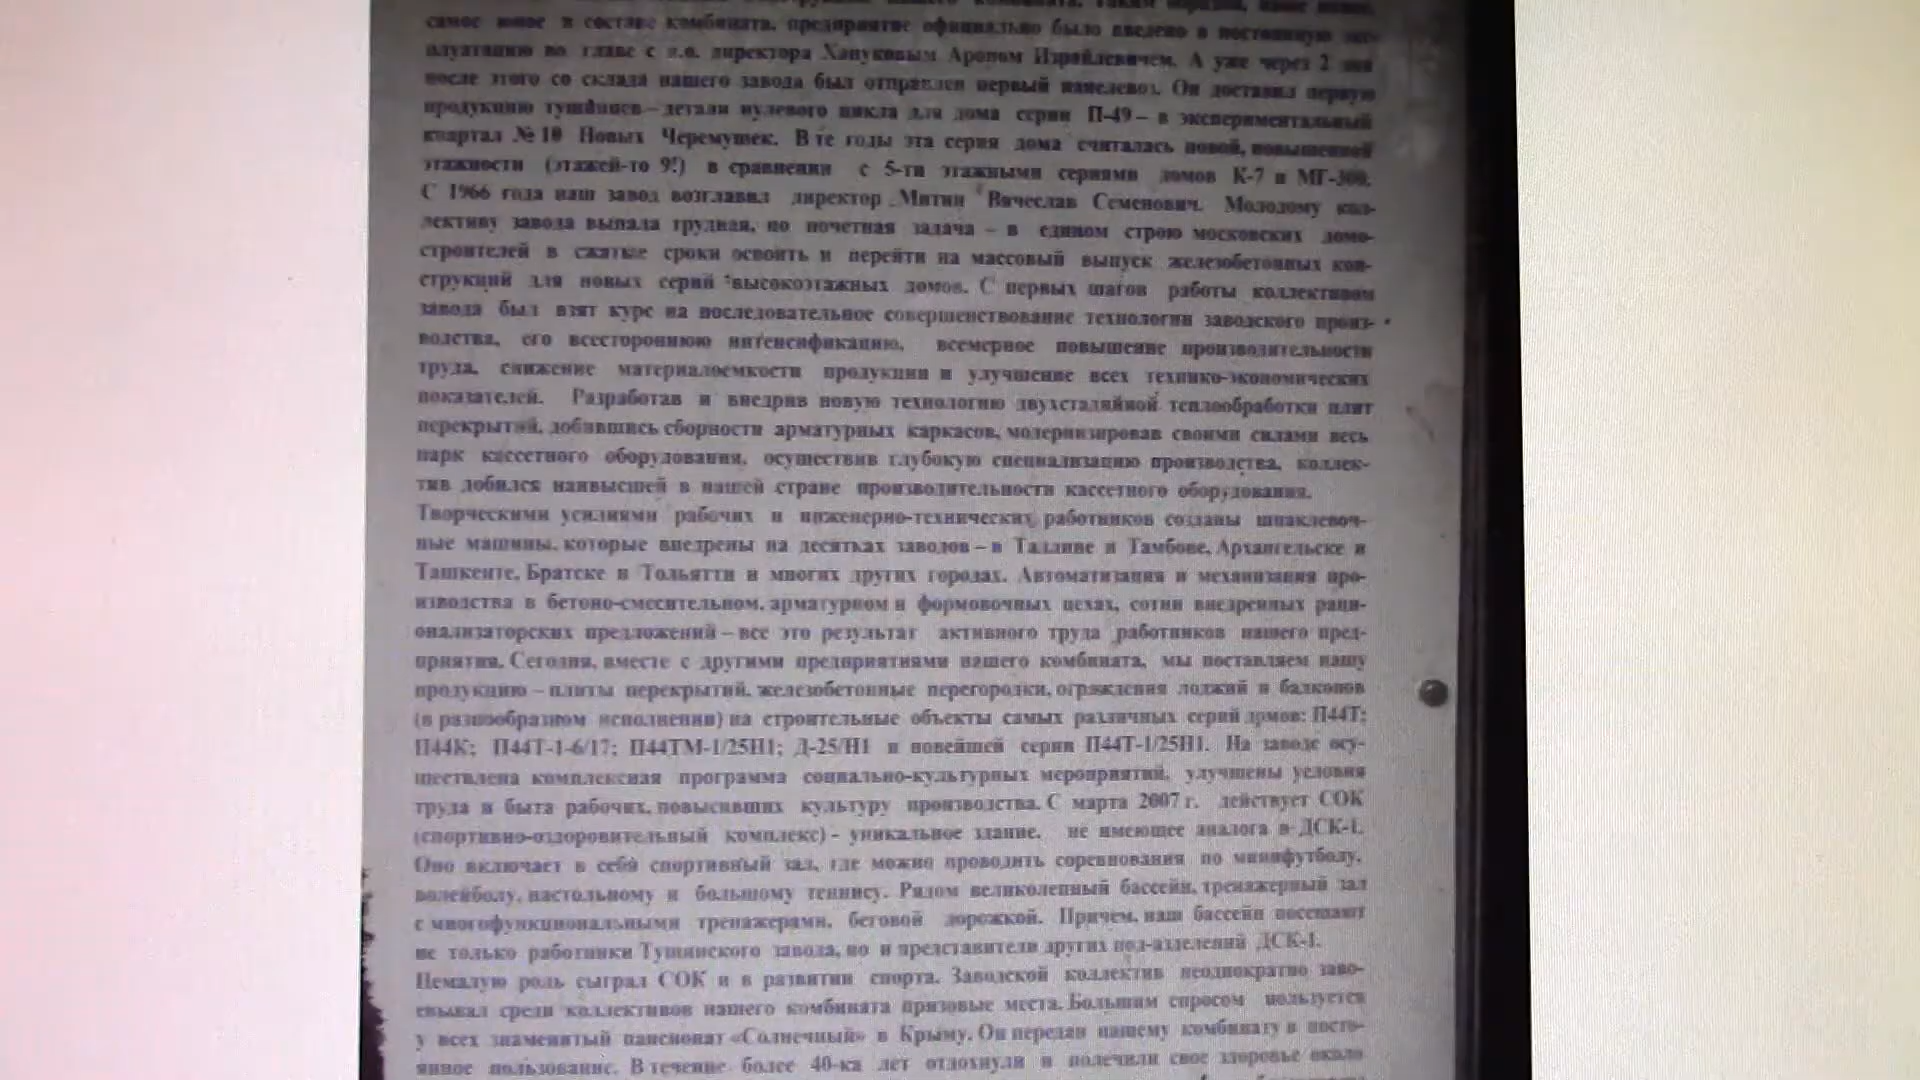 самое юное в составе комбината, предприятие официально было введено в постоянную экс-
плуатацию во главе с и.о. директора Хануковым Ароном Израйлевичем. А уже через 2 дня
после этого со склада нашего завода был отправлен первый панелевоз. Он доставил первую
продукцию тушинцев – детали нулевого цикла для дома серии П-49 – в экспериментальный
квартал № 10 Новых Черемушек. В те годы эта серия дома считалась новой, повышенной
этажности (этажей-то 9!) в сравнении с 5-ти этажными сериями домов К-7 и МГ-300.
С 1966 года наш завод возглавил директор Митин Вячеслав Семенович. Молодому кол-
лективу завода выпала трудная, но почетная задача – в едином строю московских домо-
строителей в сжатые сроки освоить и перейти на массовый выпуск железобетонных кон-
струкций для новых серий высокоэтажных домов. С первых шагов работы коллективом
завода был взят курс на последовательное совершенствование технологии заводского произ-
водства, его всестороннюю интенсификацию, всемерное повышение производительности
труда, снижение материалоемкости продукции и улучшение всех технико-экономических
показателей. Разработав и внедрив новую технологию двухстадийной теплообработки плит
перекрытий, добившись сборности арматурных каркасов, модернизировав своими силами весь
парк кассетного оборудования, осуществив глубокую специализацию производства, коллек-
тив добился наивысшей в нашей стране производительности кассетного оборудования.
Творческими усилиями рабочих и инженерно-технических работников созданы шпаклевоч-
ные машины, которые внедрены на десятках заводов – в Таллине и Тамбове, Архангельске и
Ташкенте, Братске и Тольятти и многих других городах. Автоматизация и механизация про-
изводства в бетоно-смесительном, арматурном и формовочных цехах, сотни внедренных раци-
онализаторских предложений – все это результат активного труда работников нашего пред-
приятия. Сегодня, вместе с другими предприятиями нашего комбината, мы поставляем нашу
продукцию – плиты перекрытий, железобетонные перегородки, ограждения лоджий и балконов
(в разнообразном исполнении) на строительные объекты самых различных серий домов: П44Т;
П44К; П44Т-1-6/17; П44ТМ-1/25Н1; Д-25/Н1 и новейшей серии П44Т-1/25Н1. На заводе осу-
ществлена комплексная программа социально-культурных мероприятий, улучшены условия
труда и быта рабочих, повысивших культуру производства. С марта 2007 г. действует СОК
(спортивно-оздоровительный комплекс) - уникальное здание, не имеющее аналога в ДСК-1.
Оно включает в себя спортивный зал, где можно проводить соревнования по минифутболу,
волейболу, настольному и большому теннису. Рядом великолепный бассейн, тренажерный зал
с многофункциональными тренажерами, беговой дорожкой. Причем, наш бассейн посещают
не только работники Тушинского завода, но и представители других под-азделений ДСК-1.
Немалую роль сыграл СОК и в развитии спорта. Заводской коллектив неоднократно заво-
евывал среди коллективов нашего комбината призовые места. Большим спросом пользуется
у всех знаменитый пансионат «Солнечный» в Крыму. Он передан нашему комбинату в посто-
янное пользование. В течение более 40-ка лет отдохнули и полечили свое здоровье около